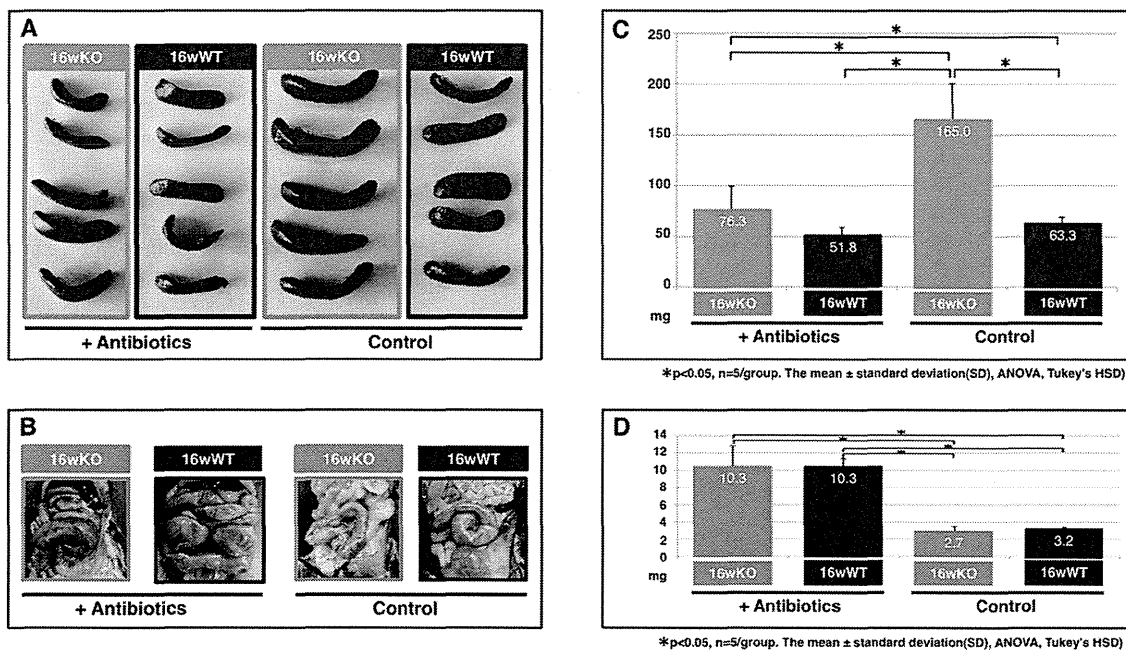 A
16wKO 16wWT 16wKO 16wWT
+ Antibiotics Control
B
16wKO 16wWT 16wKO 16wWT
+ Antibiotics Control
C
250
200
150
100
50
0
mg
* * * *
76.3 51.8 165.0 63.3
16wKO 16wWT 16wKO 16wWT
+ Antibiotics Control
*p<0.05, n=5/group. The mean ± standard deviation(SD), ANOVA, Tukey's HSD)
D
14
12
10
8
6
4
2
0
mg
* * * *
10.3 10.3 2.7 3.2
16wKO 16wWT 16wKO 16wWT
+ Antibiotics Control
*p<0.05, n=5/group. The mean ± standard deviation(SD), ANOVA, Tukey's HSD)